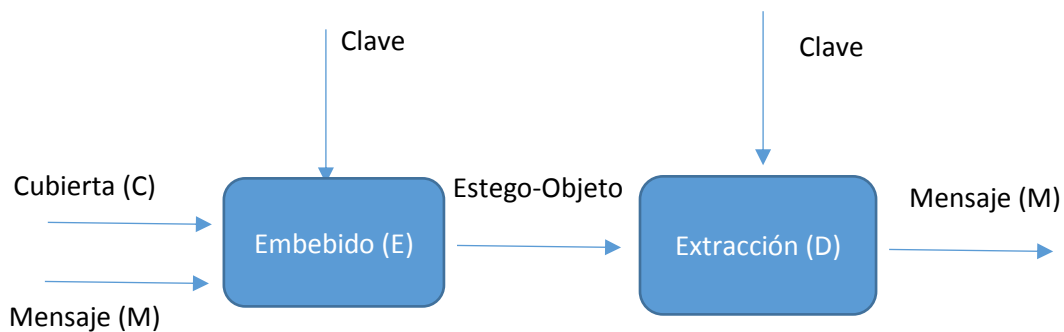 Clave
Clave
Cubierta (C)
Estego-Objeto
Mensaje (M)
Embebido (E)
Extracción (D)
Mensaje (M)